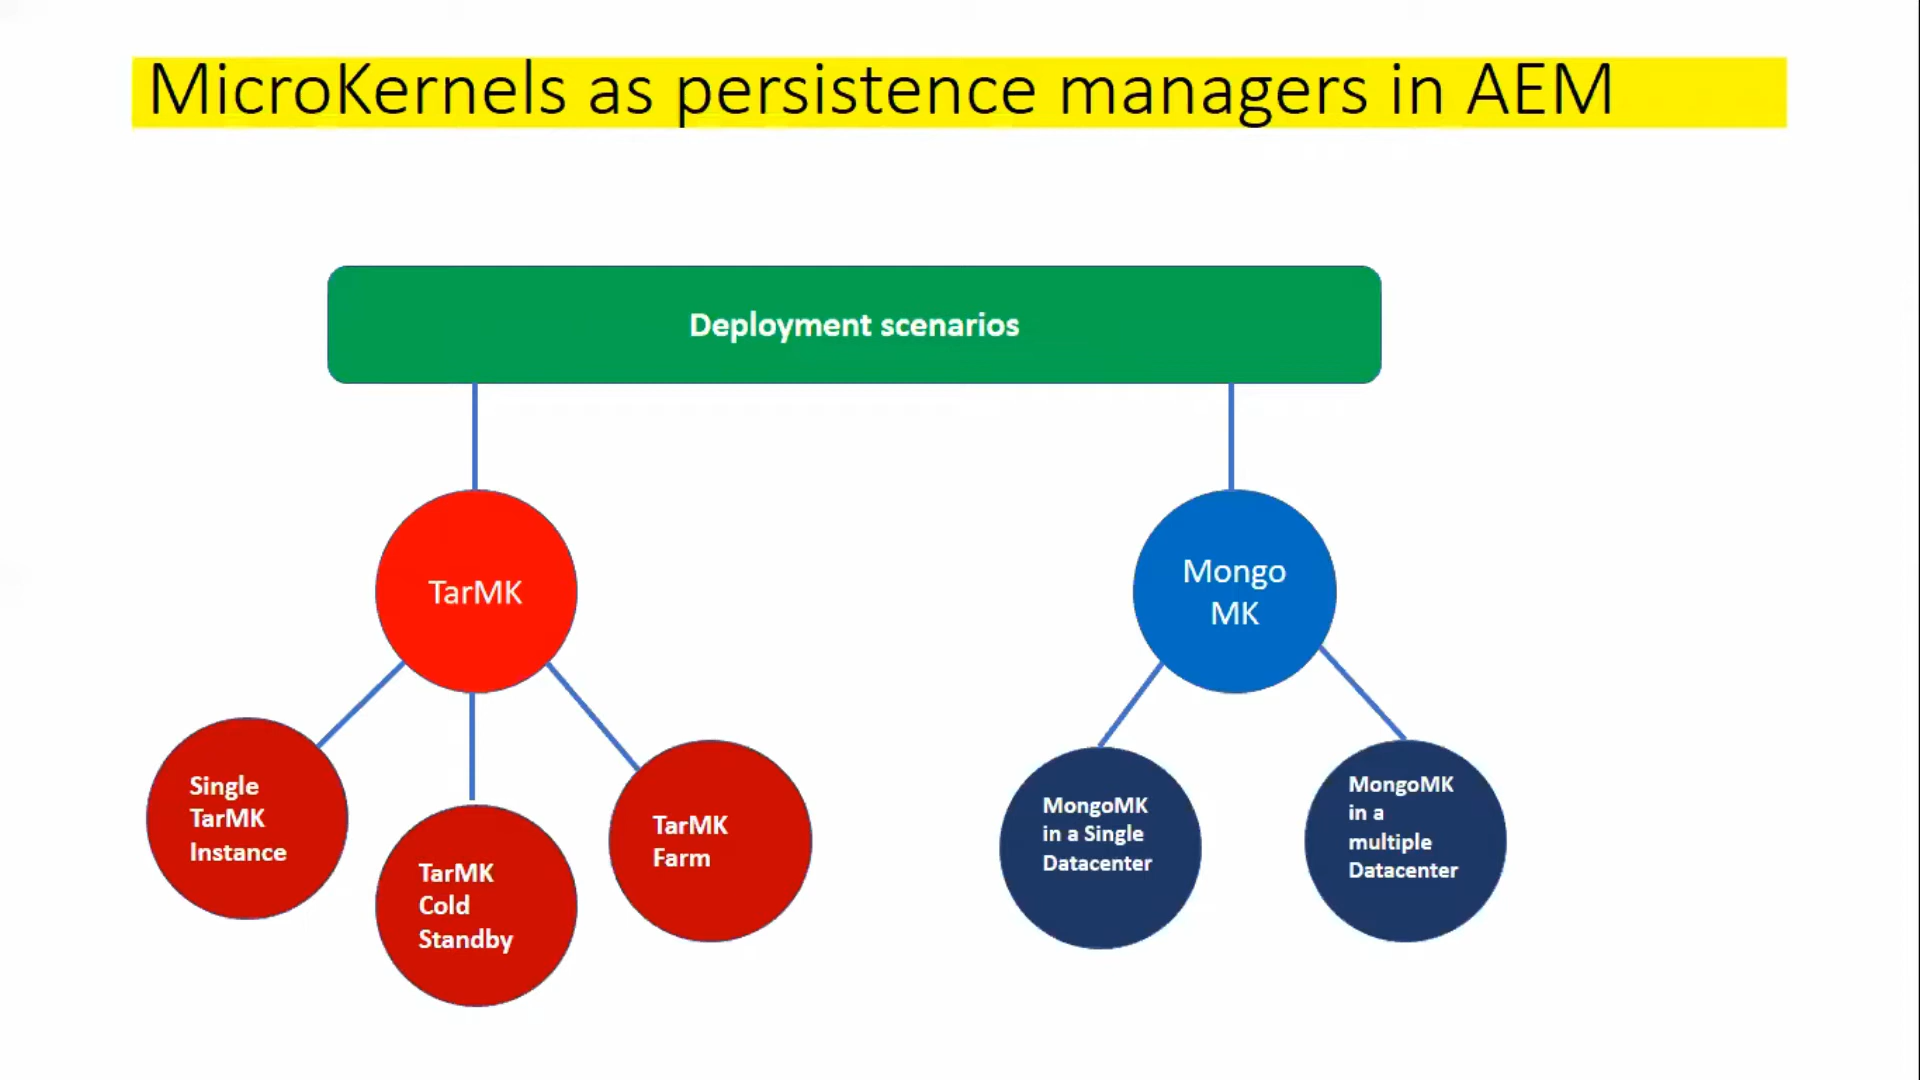 MicroKernels as persistence managers in AEM
Deployment scenarios
TarMK
Mongo
MK
Single
TarMK
Instance
TarMK
Cold
Standby
TarMK
Farm
MongoMK
in a Single
Datacenter
MongoMK
in a
multiple
Datacenter